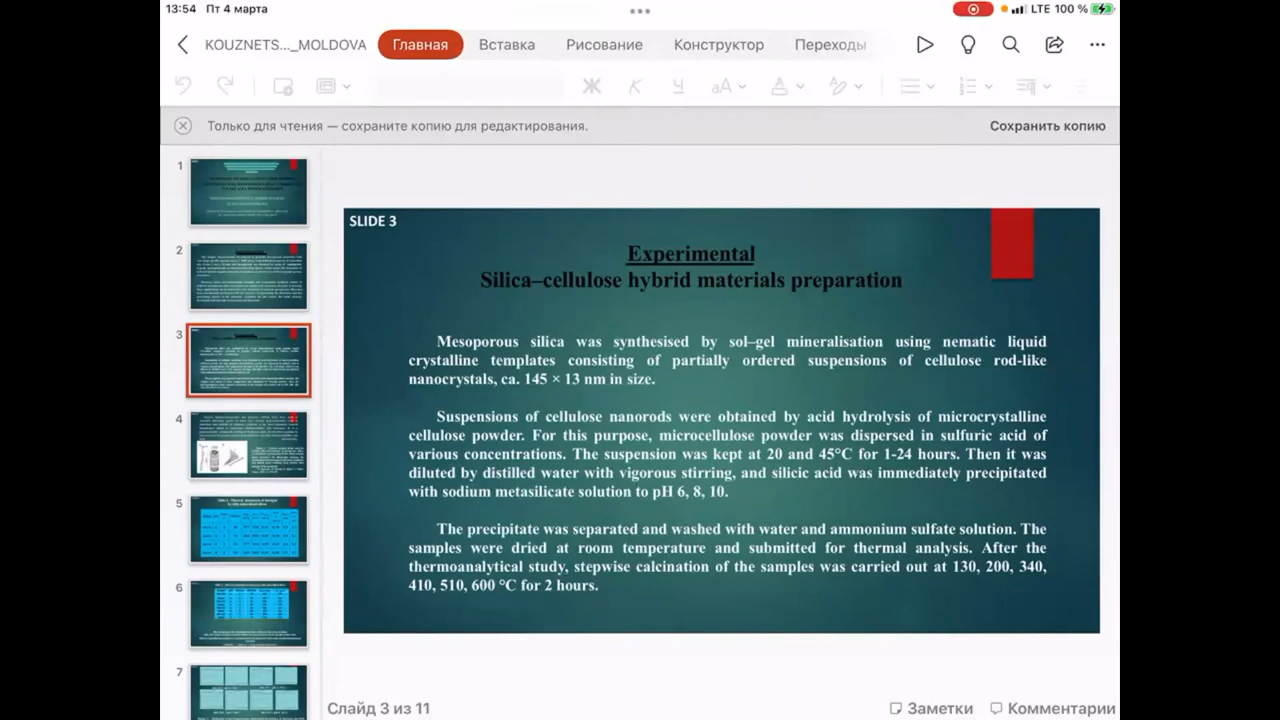 13:54 Пт 4 марта
LTE 100 %
KOUZNETS..._MOLDOVA Главная Вставка Рисование Конструктор Переходы
Ж К Ч аА А
Только для чтения — сохраните копию для редактирования. Сохранить копию
1
2
3
4
5
6
7
SLIDE 3
Experimental
Silica–cellulose hybrid materials preparation
Mesoporous silica was synthesised by sol–gel mineralisation using nematic liquid
crystalline templates consisting of partially ordered suspensions of cellulose rod-like
nanocrystals, ca. 145 × 13 nm in size.
Suspensions of cellulose nanorods were obtained by acid hydrolysis of microcrystalline
cellulose powder. For this purpose, microcellulose powder was dispersed in sulfuric acid of
various concentrations. The suspension was kept at 20 and 45°C for 1-24 hours. Then it was
diluted by distilled water with vigorous stirring, and silicic acid was immediately precipitated
with sodium metasilicate solution to pH 6, 8, 10.
The precipitate was separated and washed with water and ammonium sulfate solution. The
samples were dried at room temperature and submitted for thermal analysis. After the
thermoanalytical study, stepwise calcination of the samples was carried out at 130, 200, 340,
410, 510, 600 °C for 2 hours.
Слайд 3 из 11 Заметки Комментарии